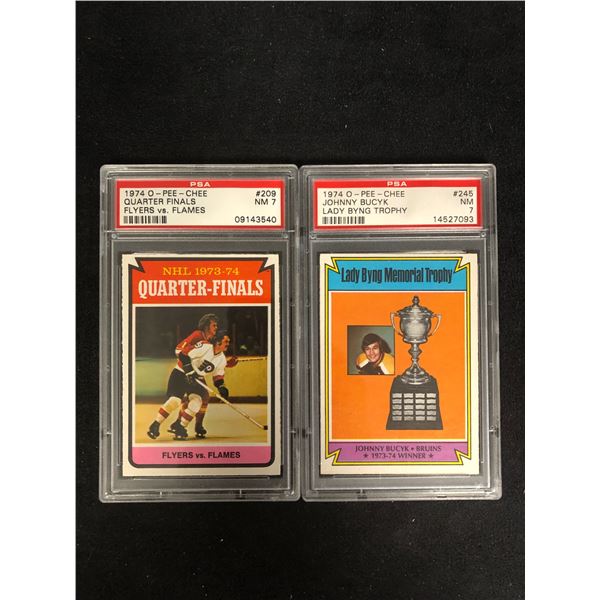 PSA
1974 O-PEE-CHEE #209
QUARTER FINALS NM 7
FLYERS vs. FLAMES
09143540
NHL 1973-74
QUARTER-FINALS
FLYERS vs. FLAMES
PSA
1974 O-PEE-CHEE #245
JOHNNY BUCYK NM
LADY BYNG TROPHY 7
14527093
Lady Byng Memorial Trophy
JOHNNY BUCYK • BRUINS
★ 1973-74 WINNER ★